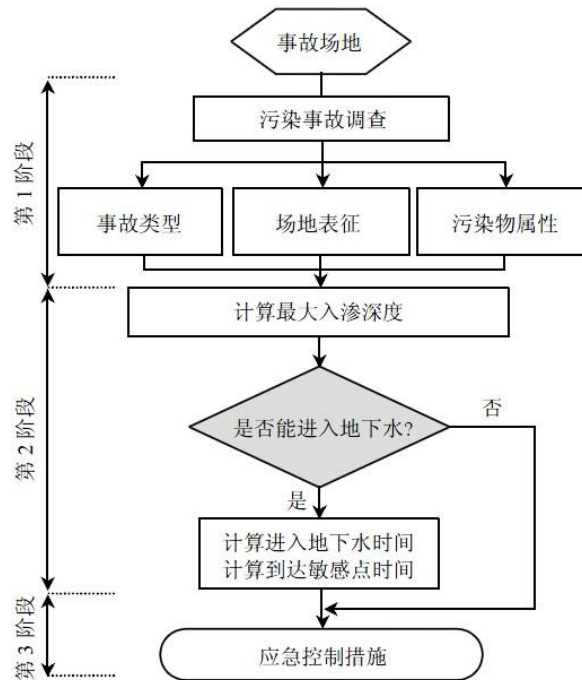 事故场地
第 1 阶段
污染事故调查
事故类型
场地表征
污染物属性
第 2 阶段
计算最大入渗深度
是否能进入地下水?
否
是
计算进入地下水时间
计算到达敏感点时间
第 3 阶段
应急控制措施